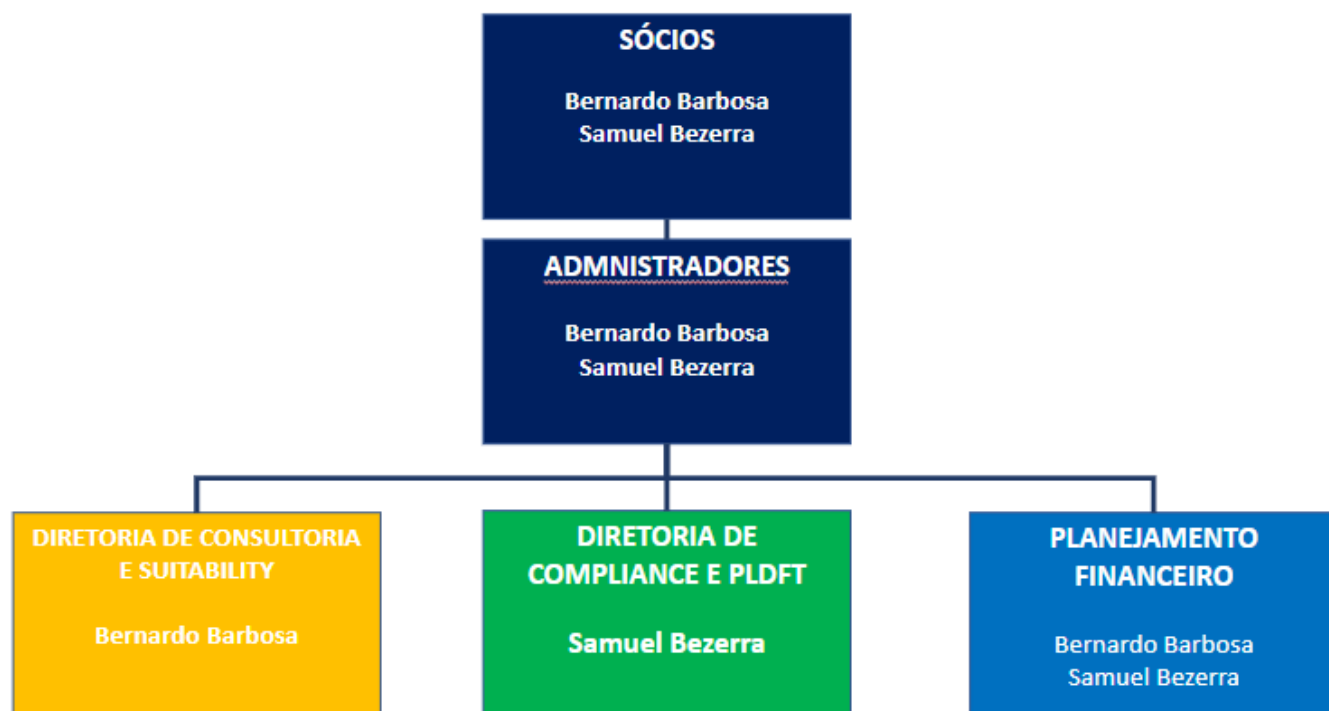 SÓCIOS
Bernardo Barbosa
Samuel Bezerra
ADMNISTRADORES
Bernardo Barbosa
Samuel Bezerra
DIRETORIA DE CONSULTORIA
E SUITABILITY
Bernardo Barbosa
DIRETORIA DE
COMPLIANCE E PLDFT
Samuel Bezerra
PLANEJAMENTO
FINANCEIRO
Bernardo Barbosa
Samuel Bezerra